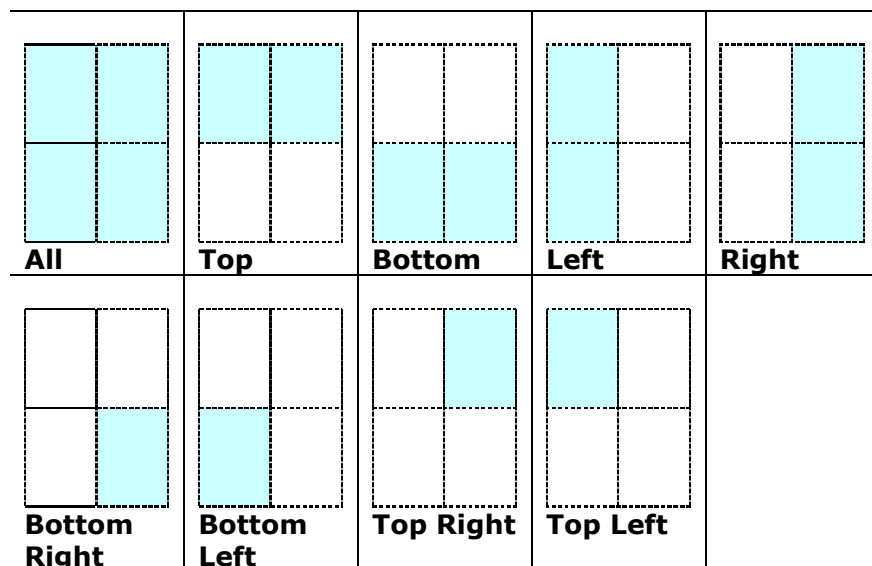 All
Top
Bottom
Left
Right
Bottom
Right
Bottom
Left
Top Right
Top Left